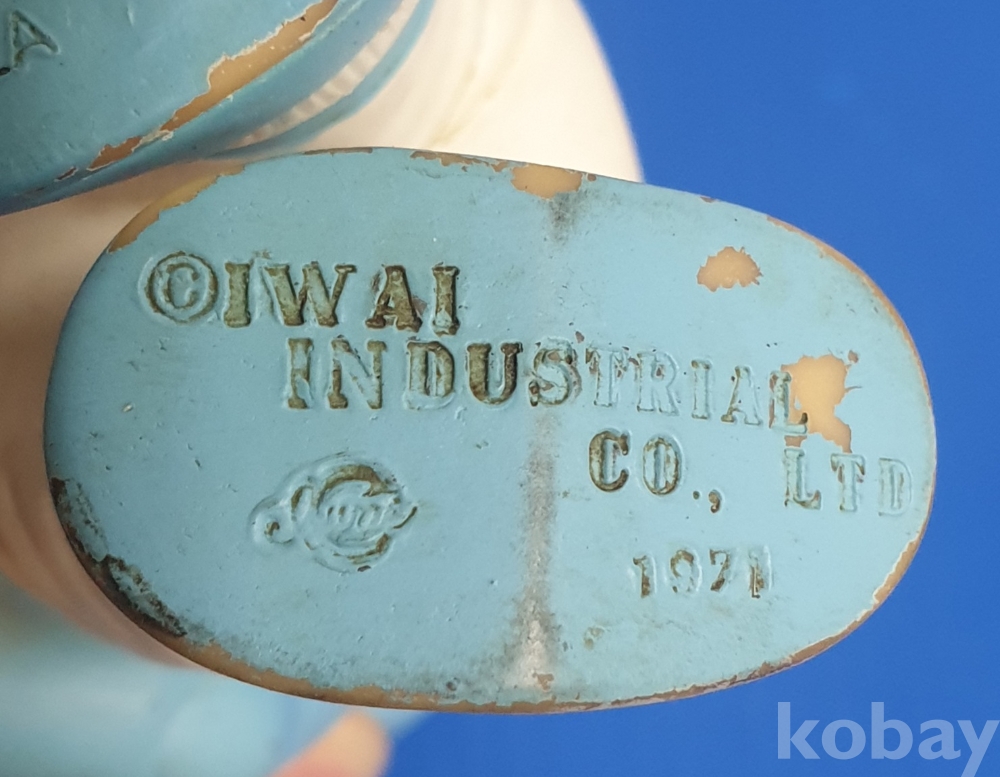 A
©IWAI
INDUSTRIAL
CO., LTD
1971
kobay